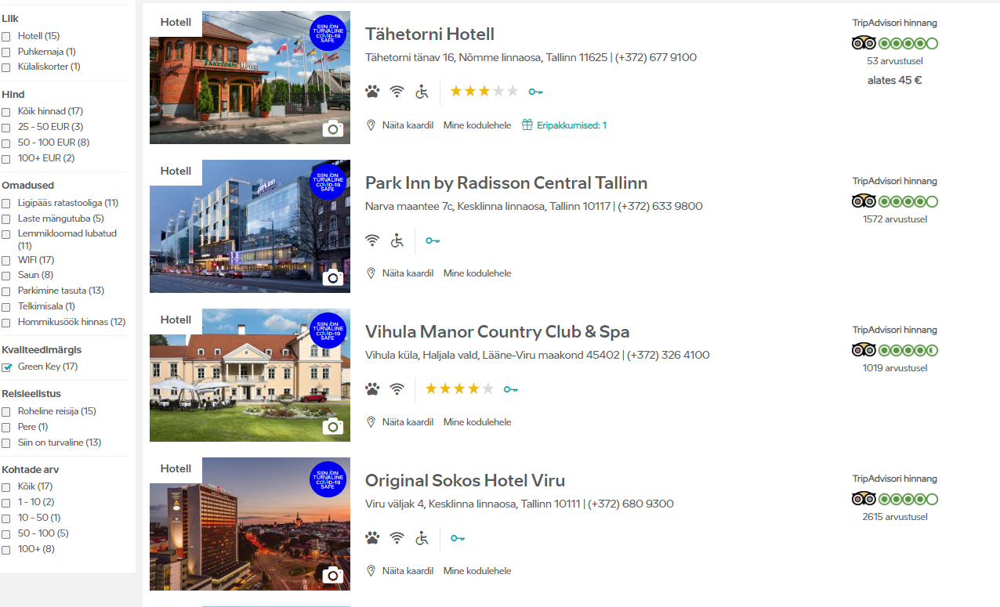 Liik
Hotell (15)
Puhkemaja (1)
Külaliskorter (1)
Hind
Kõik hinnad (17)
25 - 50 EUR (3)
50 - 100 EUR (8)
100+ EUR (2)
Omadused
Ligipääs ratastooliga (11)
Laste mängutuba (5)
Lemmikloomad lubatud
(11)
WIFI (17)
Saun (8)
Parkimine tasuta (13)
Telkimisala (1)
Hommikusöök hinnas (12)
Kvaliteedimärgis
Green Key (17)
Reisieelistus
Roheline reisija (15)
Pere (1)
Siin on turvaline (13)
Kohtade arv
Kõik (17)
1 - 10 (2)
10 - 50 (1)
50 - 100 (5)
100+ (8)
Hotell
SIIN ON
TURVALINE
COVID-19
SAFE
TÄHETORNI HOTELL
Tähetorni Hotell
Tähetorni tänav 16, Nõmme linnaosa, Tallinn 11625 | (+372) 677 9100
Näita kaardil Mine kodulehele Eripakkumised: 1
TripAdvisori hinnang
53 arvustusel
alates 45 €
Hotell
SIIN ON
TURVALINE
COVID-19
SAFE
park inn
Park Inn by Radisson Central Tallinn
Narva maantee 7c, Kesklinna linnaosa, Tallinn 10117 | (+372) 633 9800
Näita kaardil Mine kodulehele
TripAdvisori hinnang
1572 arvustusel
Hotell
SIIN ON
TURVALINE
COVID-19
SAFE
Vihula Manor Country Club & Spa
Vihula küla, Haljala vald, Lääne-Viru maakond 45402 | (+372) 326 4100
Näita kaardil Mine kodulehele
TripAdvisori hinnang
1019 arvustusel
Hotell
SIIN ON
TURVALINE
COVID-19
SAFE
Original Sokos Hotel Viru
Viru väljak 4, Kesklinna linnaosa, Tallinn 10111 | (+372) 680 9300
Näita kaardil Mine kodulehele
TripAdvisori hinnang
2615 arvustusel